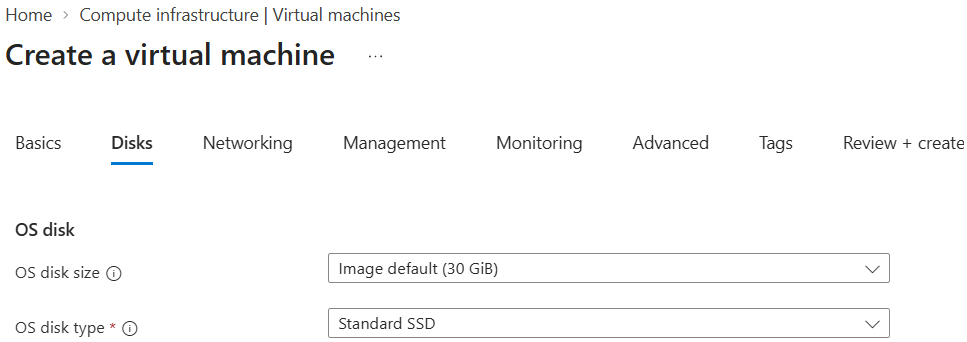 Home > Compute infrastructure | Virtual machines
Create a virtual machine ...
Basics Disks Networking Management Monitoring Advanced Tags Review + create
OS disk
OS disk size Image default (30 GiB)
OS disk type * Standard SSD